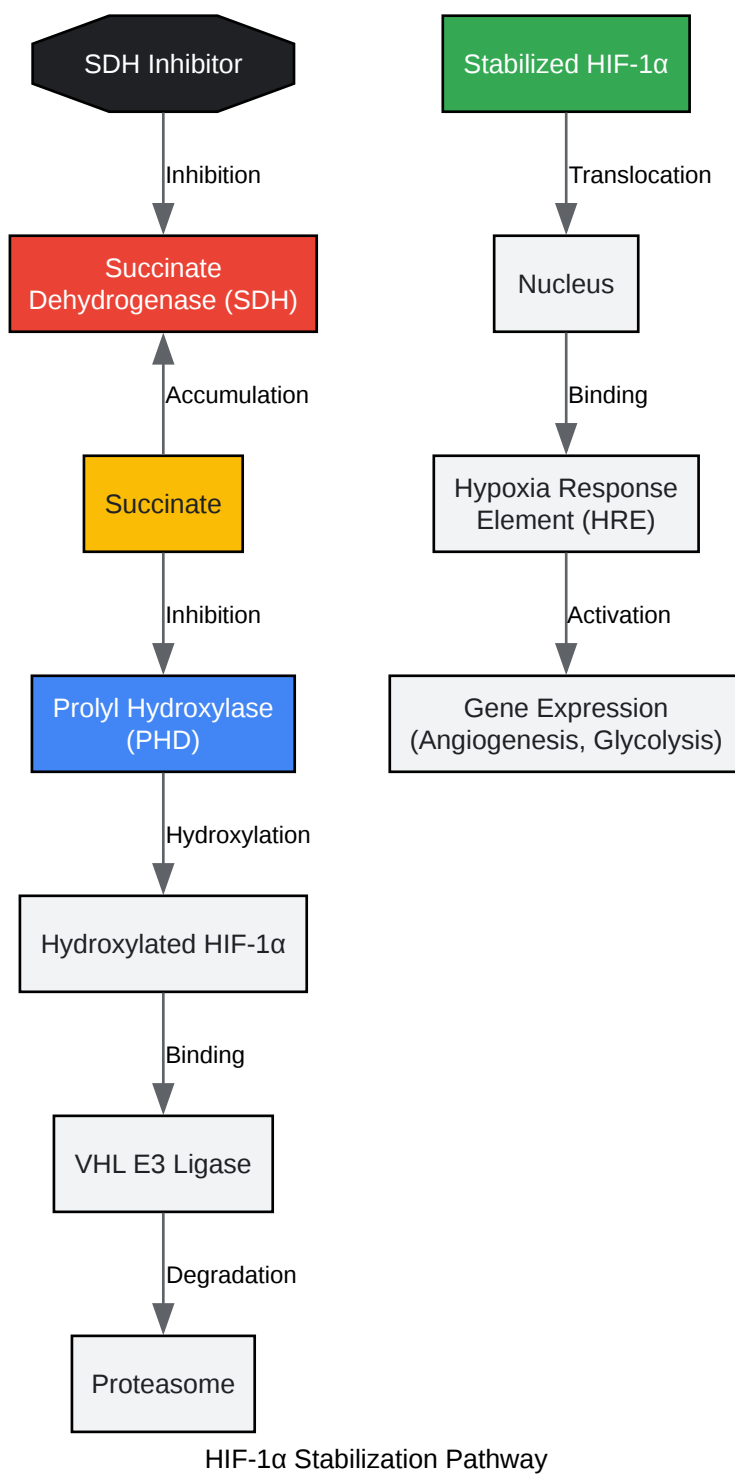 SDH Inhibitor
Inhibition
Succinate
Dehydrogenase (SDH)
Accumulation
Succinate
Inhibition
Prolyl Hydroxylase
(PHD)
Hydroxylation
Hydroxylated HIF-1α
Binding
VHL E3 Ligase
Degradation
Proteasome
Stabilized HIF-1α
Translocation
Nucleus
Binding
Hypoxia Response
Element (HRE)
Activation
Gene Expression
(Angiogenesis, Glycolysis)
HIF-1α Stabilization Pathway